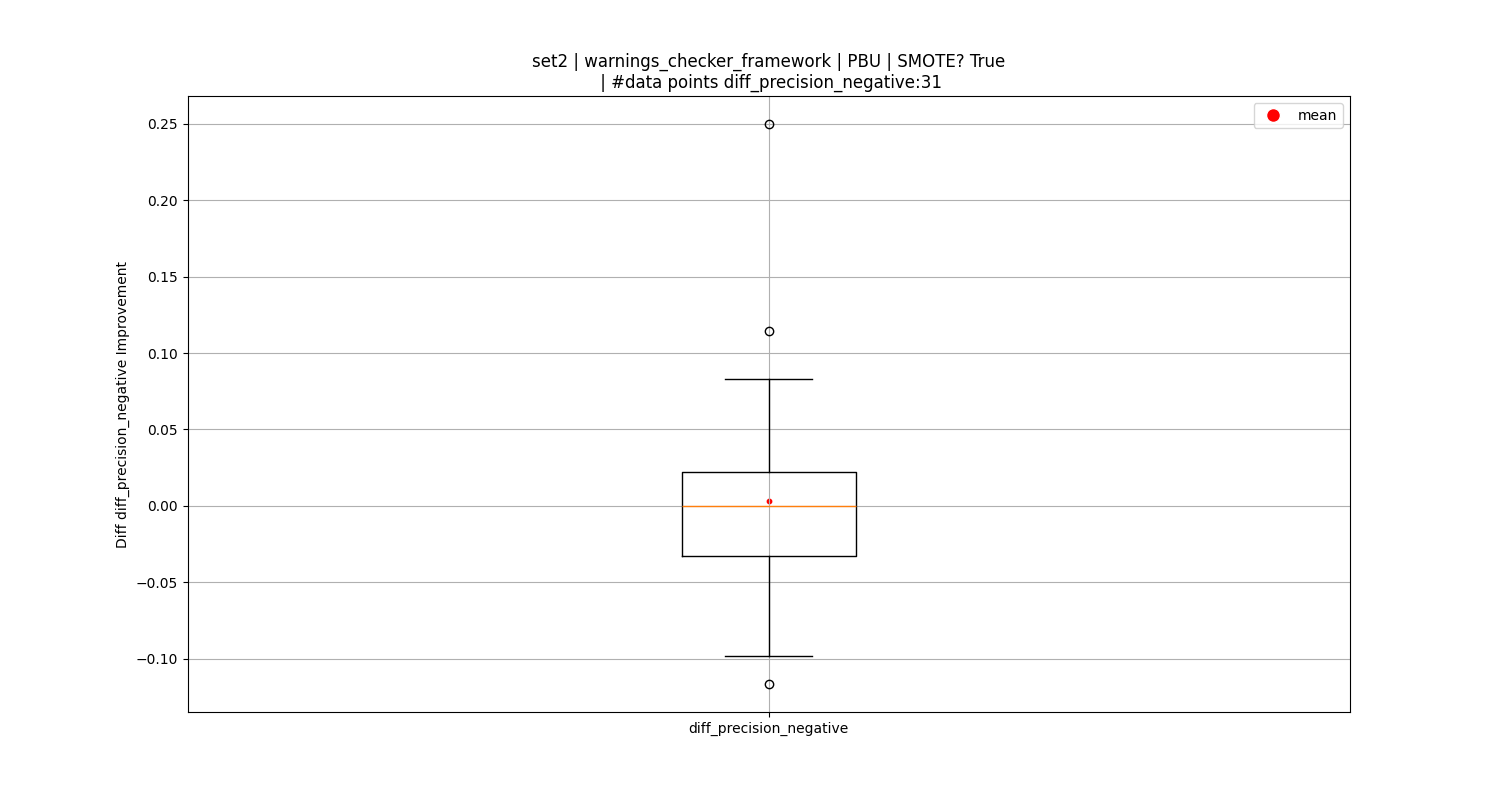 set2 | warnings_checker_framework | PBU | SMOTE? True
| #data points diff_precision_negative:31
mean
0.25
0.20
0.15
0.10
0.05
0.00
−0.05
−0.10
Diff diff_precision_negative Improvement
diff_precision_negative